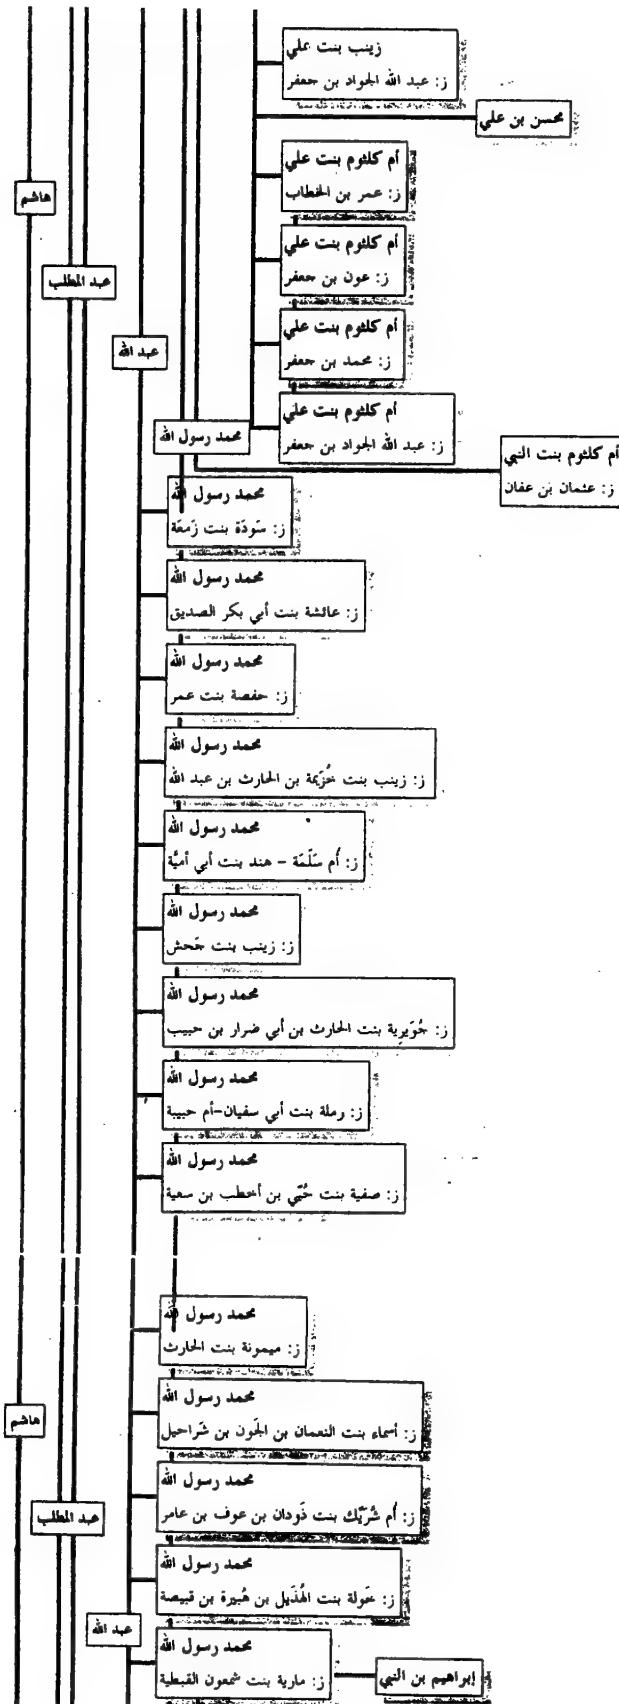 زينب بنت علي
ز: عبد الله الجواد بن جعفر
محسن بن علي
أم كلثوم بنت علي
ز: عمر بن الخطاب
هاشم
أم كلثوم بنت علي
ز: عون بن جعفر
عبد المطلب
أم كلثوم بنت علي
ز: محمد بن جعفر
عبد الله
أم كلثوم بنت علي
ز: عبد الله الجواد بن جعفر
محمد رسول الله
أم كلثوم بنت النبي
ز: عثمان بن عفان
محمد رسول الله
ز: سَودَة بنت زَمعَة
محمد رسول الله
ز: عائشة بنت أبي بكر الصديق
محمد رسول الله
ز: حفصة بنت عمر
محمد رسول الله
ز: زينب بنت خُزَيمة بن الحارث بن عبد الله
محمد رسول الله
ز: أُم سَلَمَة – هند بنت أبي أميَّة
محمد رسول الله
ز: زينب بنت جَحش
محمد رسول الله
ز: جُوَيرِية بنت الحارث بن أبي ضرار بن حبيب
محمد رسول الله
ز: رملة بنت أبي سفيان-أم حبيبة
محمد رسول الله
ز: صفية بنت حُيّي بن أخطب بن سعية
محمد رسول الله
ز: ميمونة بنت الحارث
محمد رسول الله
ز: أسماء بنت النعمان بن الجَون بن شَراحيل
هاشم
محمد رسول الله
ز: أُم شُرَيْك بنت ذَودان بن عوف بن عامر
عبد المطلب
محمد رسول الله
ز: خَولة بنت الهُذَيل بن هُبيرة بن قبيصة
عبد الله
محمد رسول الله
ز: مارية بنت شمعون القبطية
إبراهيم بن النبي